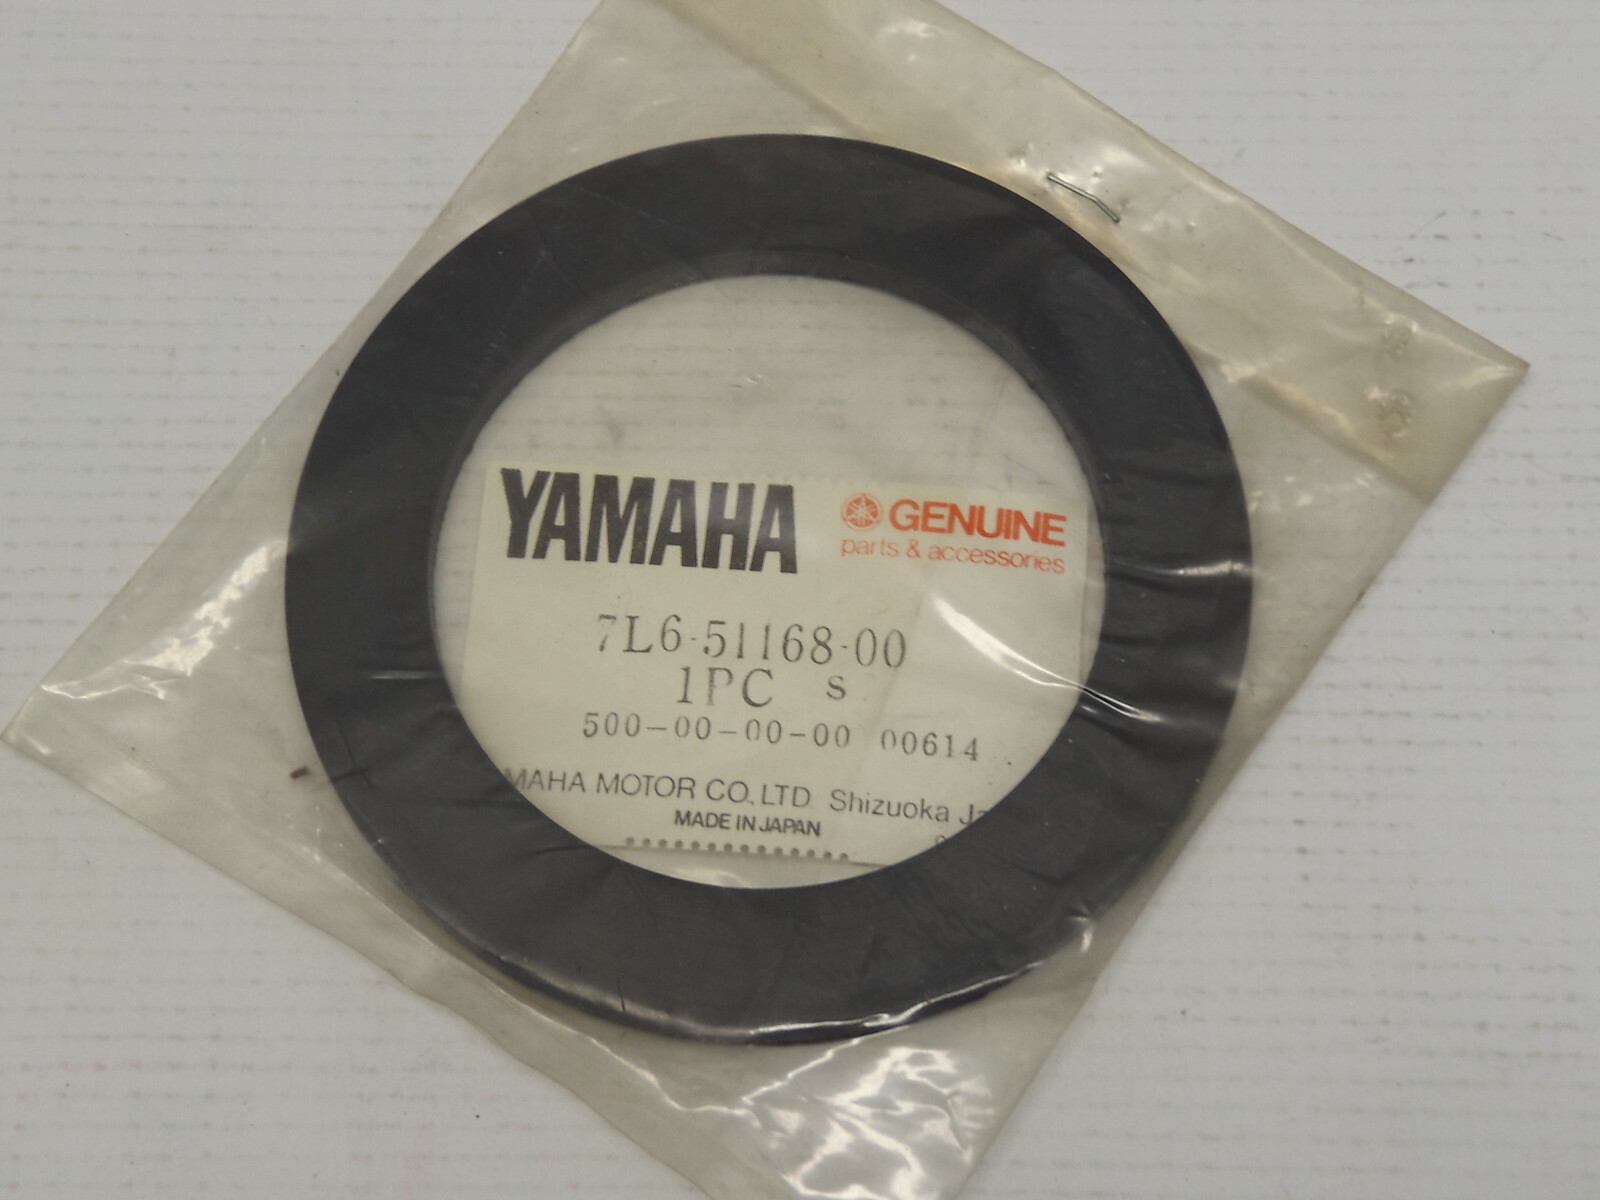 YAMAHA
GENUINE
parts & accessories
7L6-51168-00
1PC S
500-00-00-00 00614
MAHA MOTOR CO., LTD. Shizuoka
MADE IN JAPAN